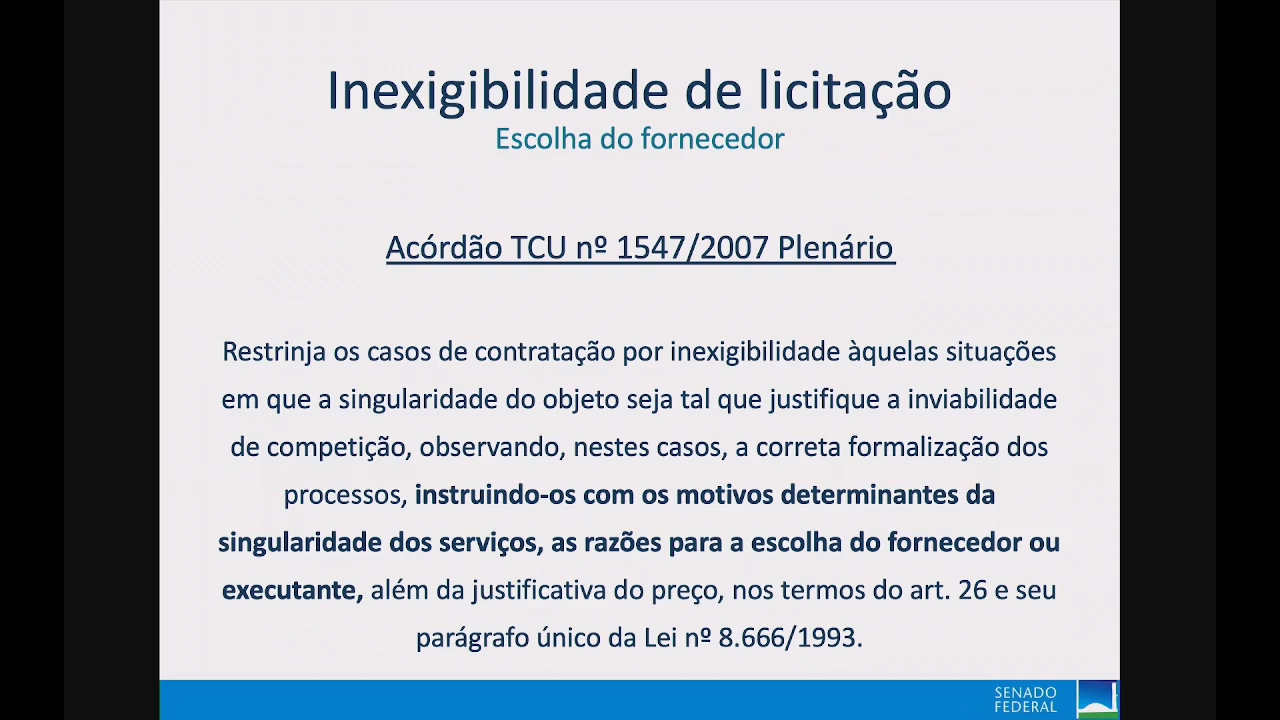 Inexigibilidade de licitação
Escolha do fornecedor
Acórdão TCU nº 1547/2007 Plenário
Restrinja os casos de contratação por inexigibilidade àquelas situações
em que a singularidade do objeto seja tal que justifique a inviabilidade
de competição, observando, nestes casos, a correta formalização dos
processos, instruindo-os com os motivos determinantes da
singularidade dos serviços, as razões para a escolha do fornecedor ou
executante, além da justificativa do preço, nos termos do art. 26 e seu
parágrafo único da Lei nº 8.666/1993.
SENADO
FEDERAL